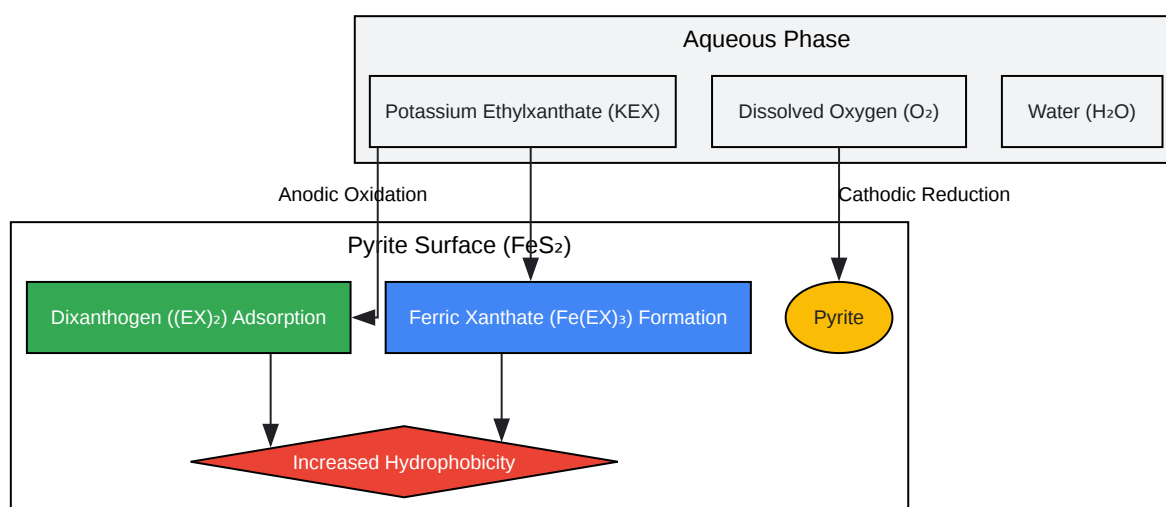 Aqueous Phase
Potassium Ethylxanthate (KEX)
Dissolved Oxygen (O₂)
Water (H₂O)
Anodic Oxidation
Cathodic Reduction
Pyrite Surface (FeS₂)
Dixanthogen ((EX)₂) Adsorption
Ferric Xanthate (Fe(EX)₃) Formation
Pyrite
Increased Hydrophobicity